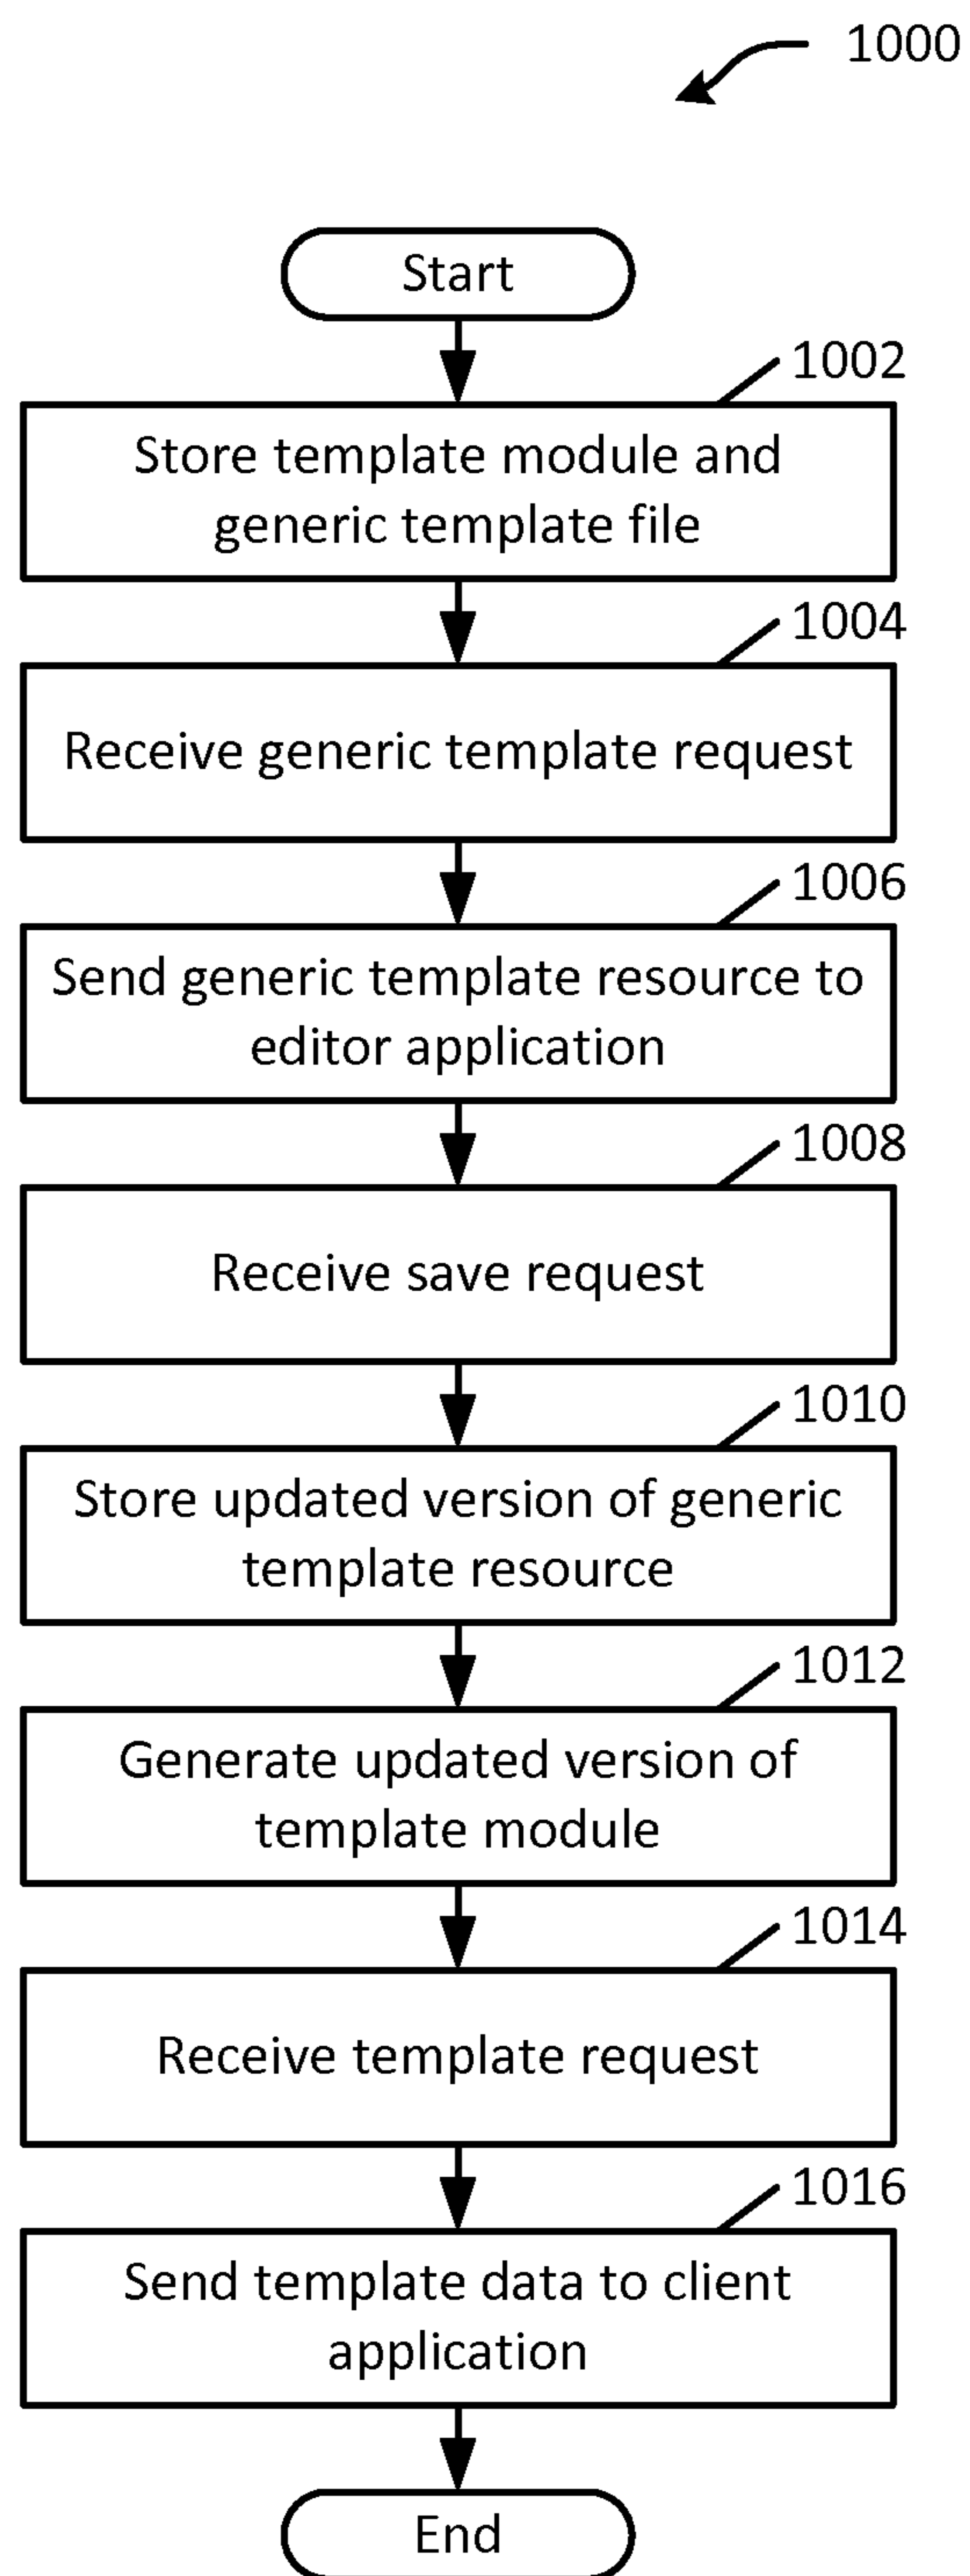 1000
Start
1002
Store template module and
generic template file
1004
Receive generic template request
1006
Send generic template resource to
editor application
1008
Receive save request
1010
Store updated version of generic
template resource
1012
Generate updated version of
template module
1014
Receive template request
1016
Send template data to client
application
End